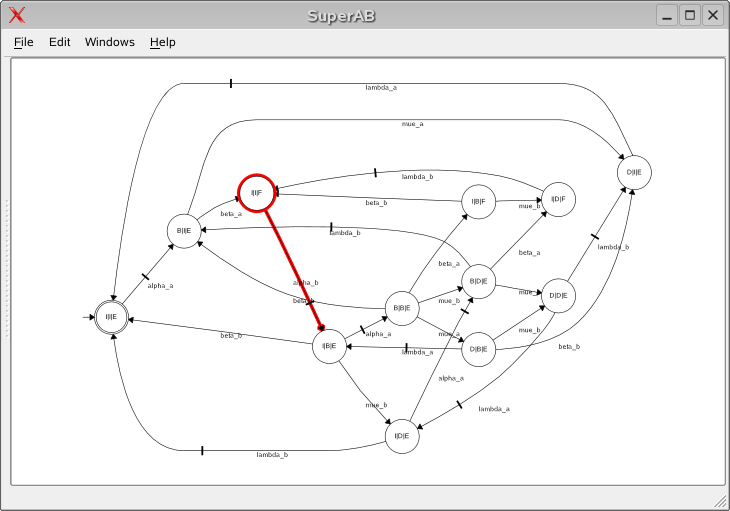 SuperAB
File Edit Windows Help
lambda_a
mue_a
lambda_b
D|I|E
I|I|F
beta_b
I|B|F
mue_b
I|D|F
beta_a
B|I|E
lambda_b
lambda_b
beta_a
beta_a
alpha_a
alpha_b
beta_b
B|D|E
mue_b
mue_b
D|D|E
I|I|E
B|B|E
beta_b
alpha_a
mue_a
mue_b
I|B|E
lambda_a
D|B|E
beta_b
alpha_a
mue_b
lambda_a
I|D|E
lambda_b